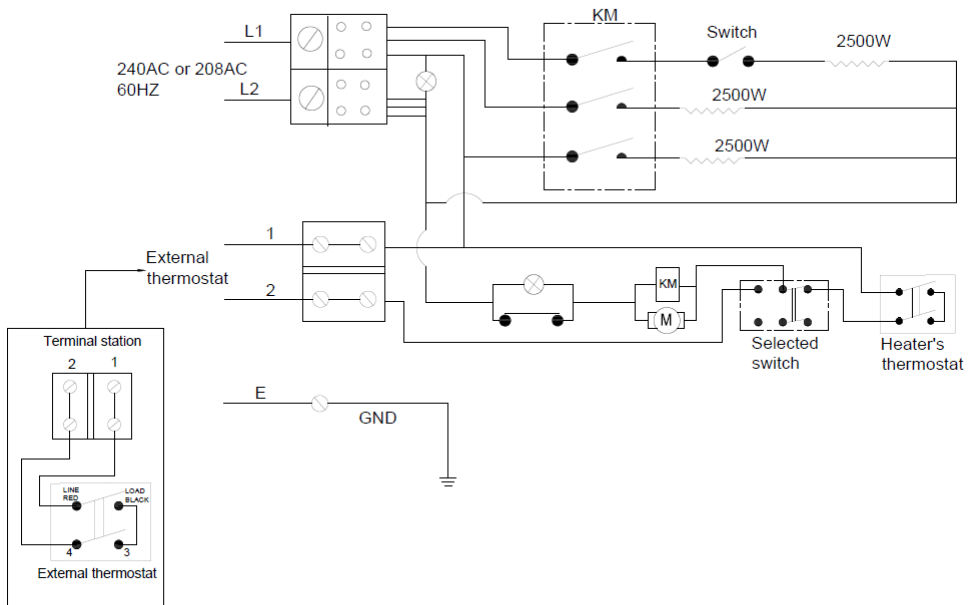 L1
240AC or 208AC
60HZ
L2
KM
Switch
2500W
2500W
2500W
1
External
thermostat
2
KM
M
Selected
switch
Heater's
thermostat
E
GND
Terminal station
2 1
LINE
RED
LOAD
BLACK
4 3
External thermostat